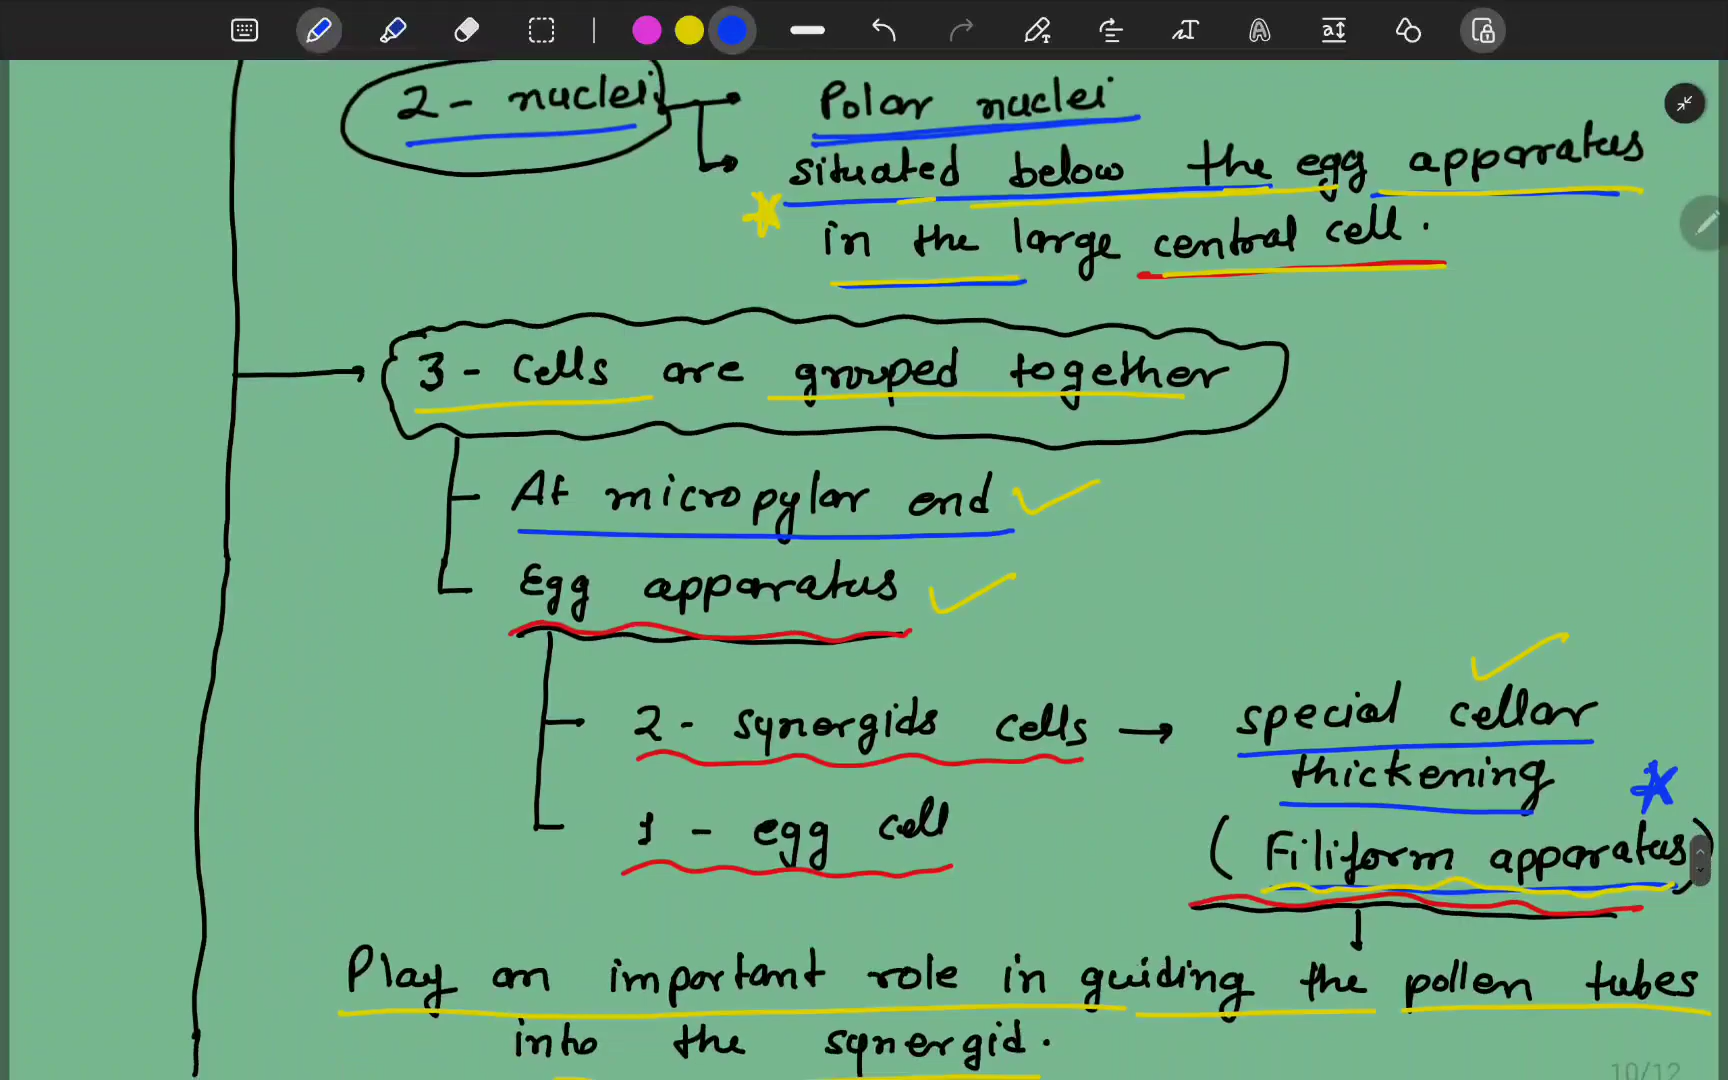 2 - nuclei → Polar nuclei
→ situated below the egg apparatus
in the large central cell.
3 - cells are grouped together
At micropylar end
Egg apparatus
2 - synergids cells → special cellar
thickening
1 - egg cell
(Filiform apparatus)
Play an important role in guiding the pollen tubes
into the synergid.
10/12